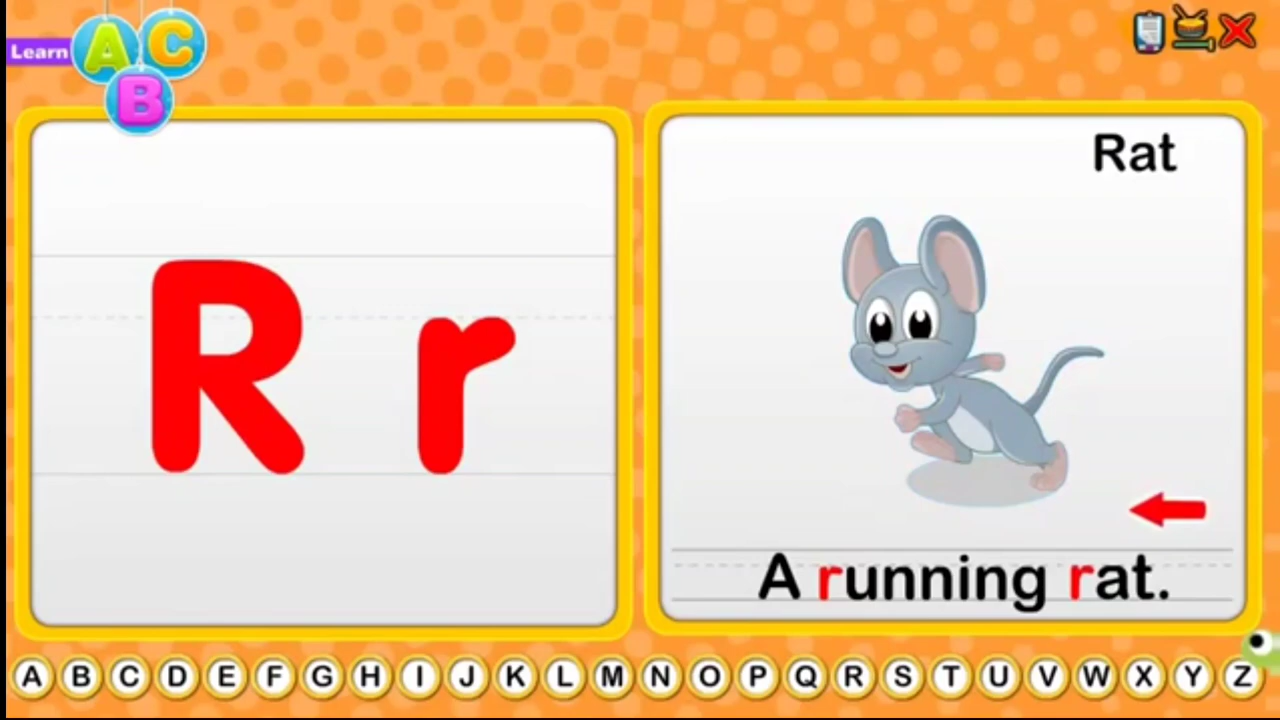 Learn
A C
B
R r
Rat
A running rat.
A B C D E F G H I J K L M N O P Q R S T U V W X Y Z